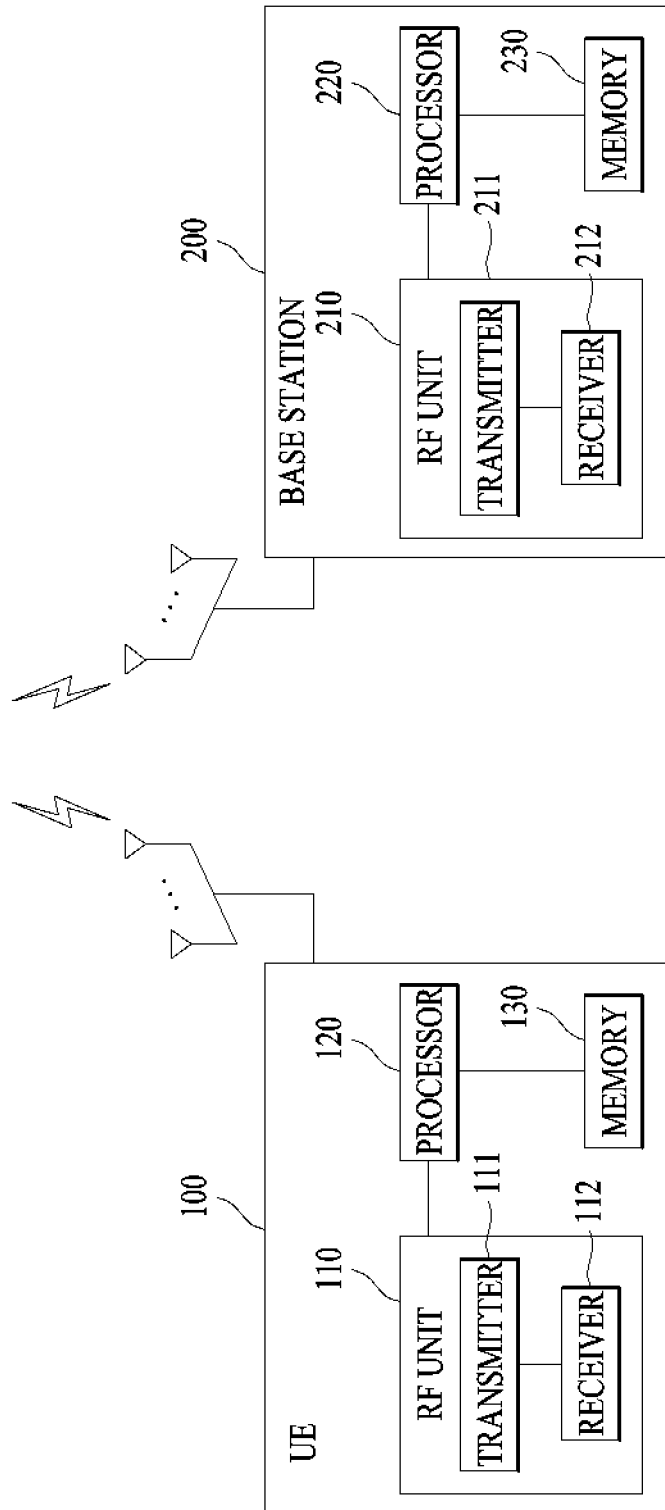 100
UE
110
RF UNIT
TRANSMITTER
111
RECEIVER
112
120
PROCESSOR
MEMORY
130
200
BASE STATION
210
RF UNIT
TRANSMITTER
211
RECEIVER
212
220
PROCESSOR
MEMORY
230